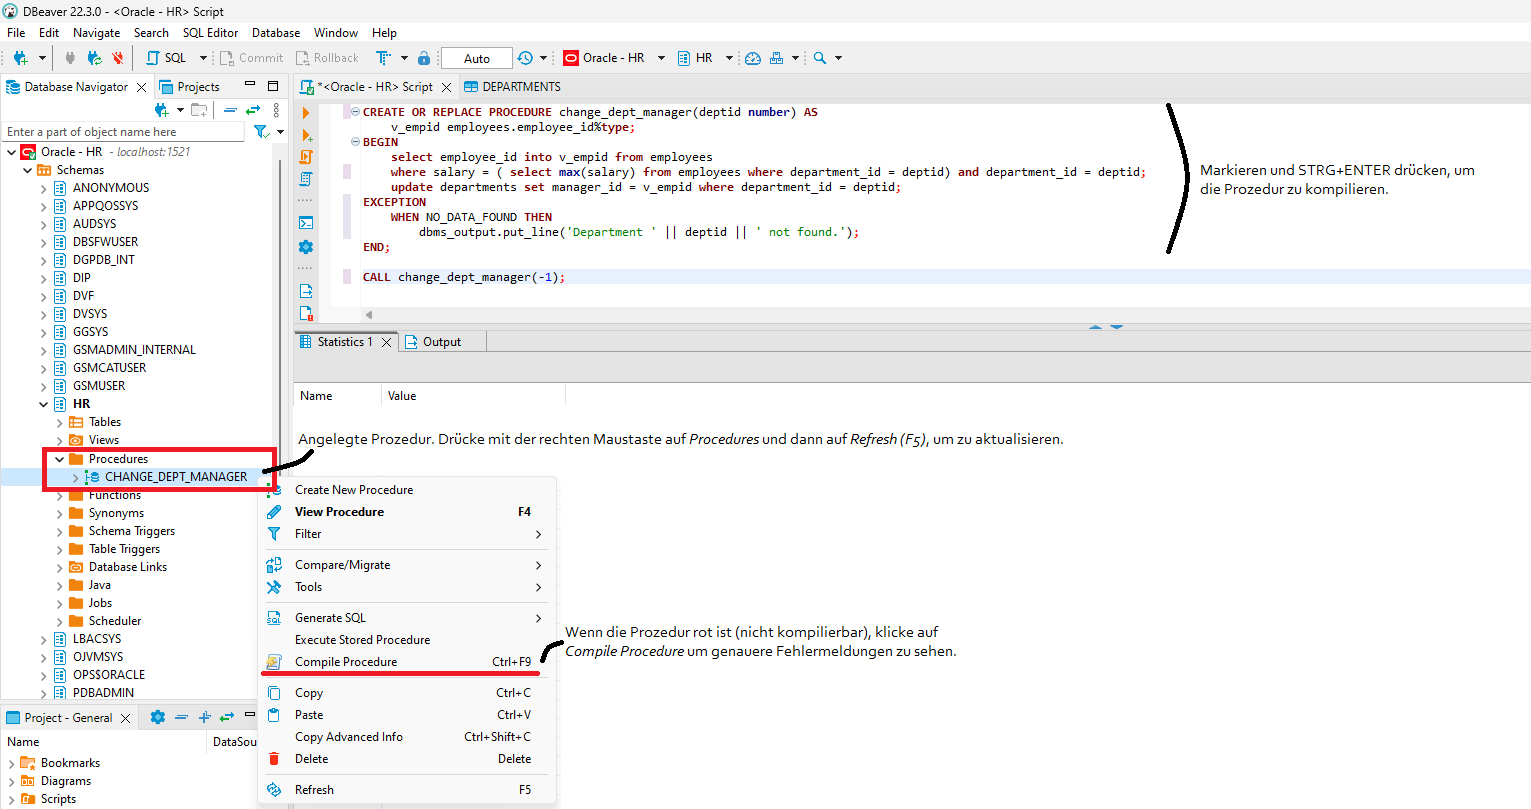 DBeaver 22.3.0 - <Oracle - HR> Script
File Edit Navigate Search SQL Editor Database Window Help
SQL Commit Rollback Auto Oracle - HR HR
Database Navigator Projects
Enter a part of object name here
Oracle - HR - localhost:1521
Schemas
ANONYMOUS
APPQOSSYS
AUDSYS
DBSFWUSER
DGPDB_INT
DIP
DVF
DVSYS
GGSYS
GSMADMIN_INTERNAL
GSMCATUSER
GSMUSER
HR
Tables
Views
Procedures
CHANGE_DEPT_MANAGER
Functions
Synonyms
Schema Triggers
Table Triggers
Database Links
Java
Jobs
Scheduler
LBACSYS
OJVMSYS
OPS$ORACLE
PDBADMIN
Project - General
Name DataSou
Bookmarks
Diagrams
Scripts
*<Oracle - HR> Script DEPARTMENTS
CREATE OR REPLACE PROCEDURE change_dept_manager(deptid number) AS
v_empid employees.employee_id%type;
BEGIN
select employee_id into v_empid from employees
where salary = ( select max(salary) from employees where department_id = deptid) and department_id = deptid;
update departments set manager_id = v_empid where department_id = deptid;
EXCEPTION
WHEN NO_DATA_FOUND THEN
dbms_output.put_line('Department ' || deptid || ' not found.');
END;
CALL change_dept_manager(-1);
Markieren und STRG+ENTER drücken, um
die Prozedur zu kompilieren.
Statistics 1 Output
Name Value
Angelegte Prozedur. Drücke mit der rechten Maustaste auf Procedures und dann auf Refresh (F5), um zu aktualisieren.
Create New Procedure
View Procedure F4
Filter
Compare/Migrate
Tools
Generate SQL
Execute Stored Procedure
Compile Procedure Ctrl+F9
Copy Ctrl+C
Paste Ctrl+V
Copy Advanced Info Ctrl+Shift+C
Delete Delete
Refresh F5
Wenn die Prozedur rot ist (nicht kompilierbar), klicke auf
Compile Procedure um genauere Fehlermeldungen zu sehen.